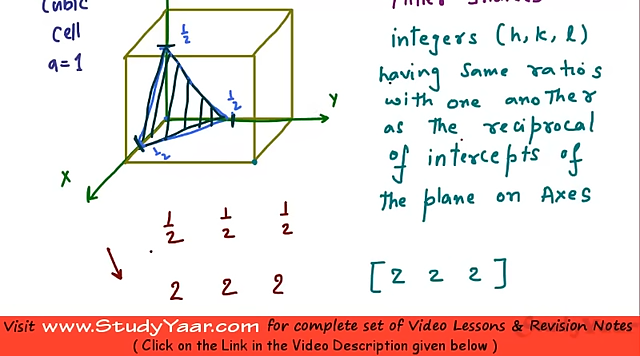 Cubic
Cell
a=1
1/2
1/2
1/2
Y
X
integers (h, k, l)
having same ratios
with one another
as the reciprocal
of intercepts of
the plane on Axes
1/2 1/2 1/2
2 2 2
[2 2 2]
Visit www.StudyYaar.com for complete set of Video Lessons & Revision Notes
( Click on the Link in the Video Description given below )